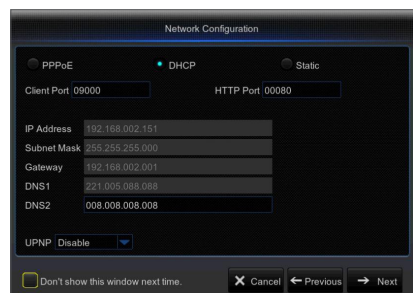 Network Configuration
PPPoE DHCP Static
Client Port 09000 HTTP Port 00080
IP Address 192.168.002.151
Subnet Mask 255.255.255.000
Gateway 192.168.002.001
DNS1 221.005.088.088
DNS2 008.008.008.008
UPNP Disable
Don't show this window next time. Cancel Previous Next